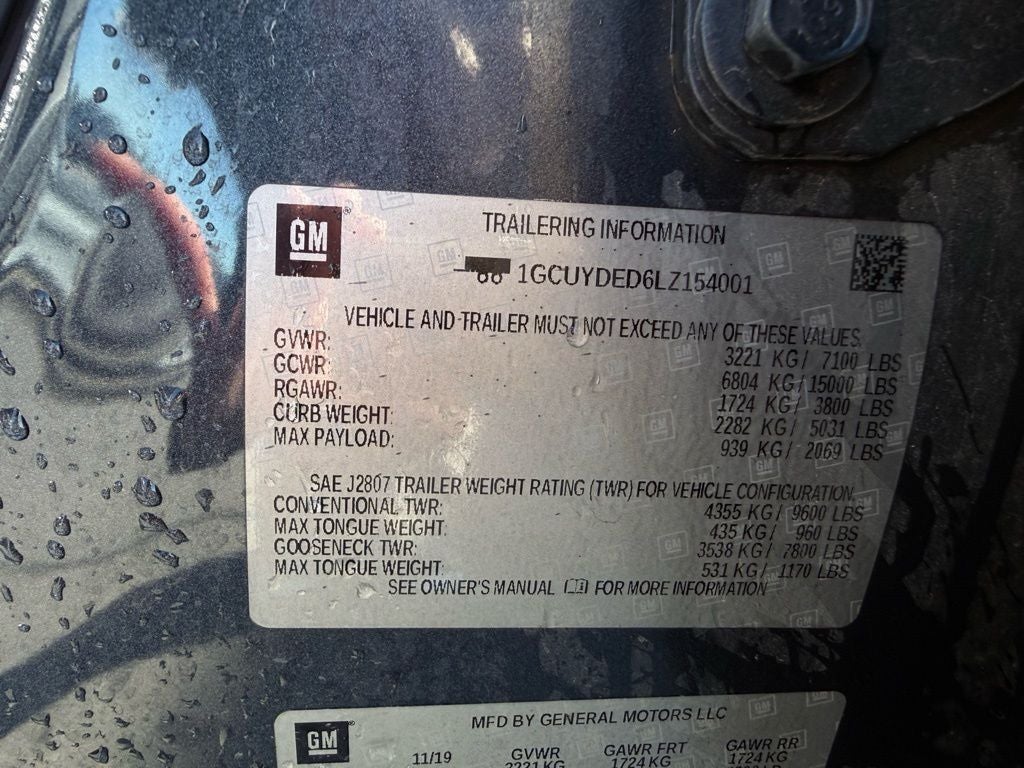 GM
TRAILERING INFORMATION
1GCUYDED6LZ154001
VEHICLE AND TRAILER MUST NOT EXCEED ANY OF THESE VALUES.
GVWR: 3221 KG/ 7100 LBS
GCWR: 6804 KG/15000 LBS
RGAWR: 1724 KG/ 3800 LBS
CURB WEIGHT: 2282 KG/ 5031 LBS
MAX PAYLOAD: 939 KG/ 2069 LBS
SAE J2807 TRAILER WEIGHT RATING (TWR) FOR VEHICLE CONFIGURATION.
CONVENTIONAL TWR: 4355 KG/ 9600 LBS
MAX TONGUE WEIGHT: 435 KG/ 960 LBS
GOOSENECK TWR: 3538 KG/ 7800 LBS
MAX TONGUE WEIGHT: 531 KG/ 1170 LBS
SEE OWNER'S MANUAL FOR MORE INFORMATION
GM
MFD BY GENERAL MOTORS LLC
11/19 GVWR GAWR FRT GAWR RR
3221 KG 1724 KG 1724 KG